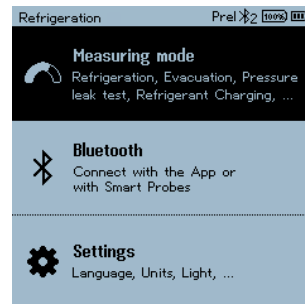 Refrigeration Prel 2 100%
Measuring mode
Refrigeration, Evacuation, Pressure
leak test, Refrigerant Charging, ...
Bluetooth
Connect with the App or
with Smart Probes
Settings
Language, Units, Light, ...